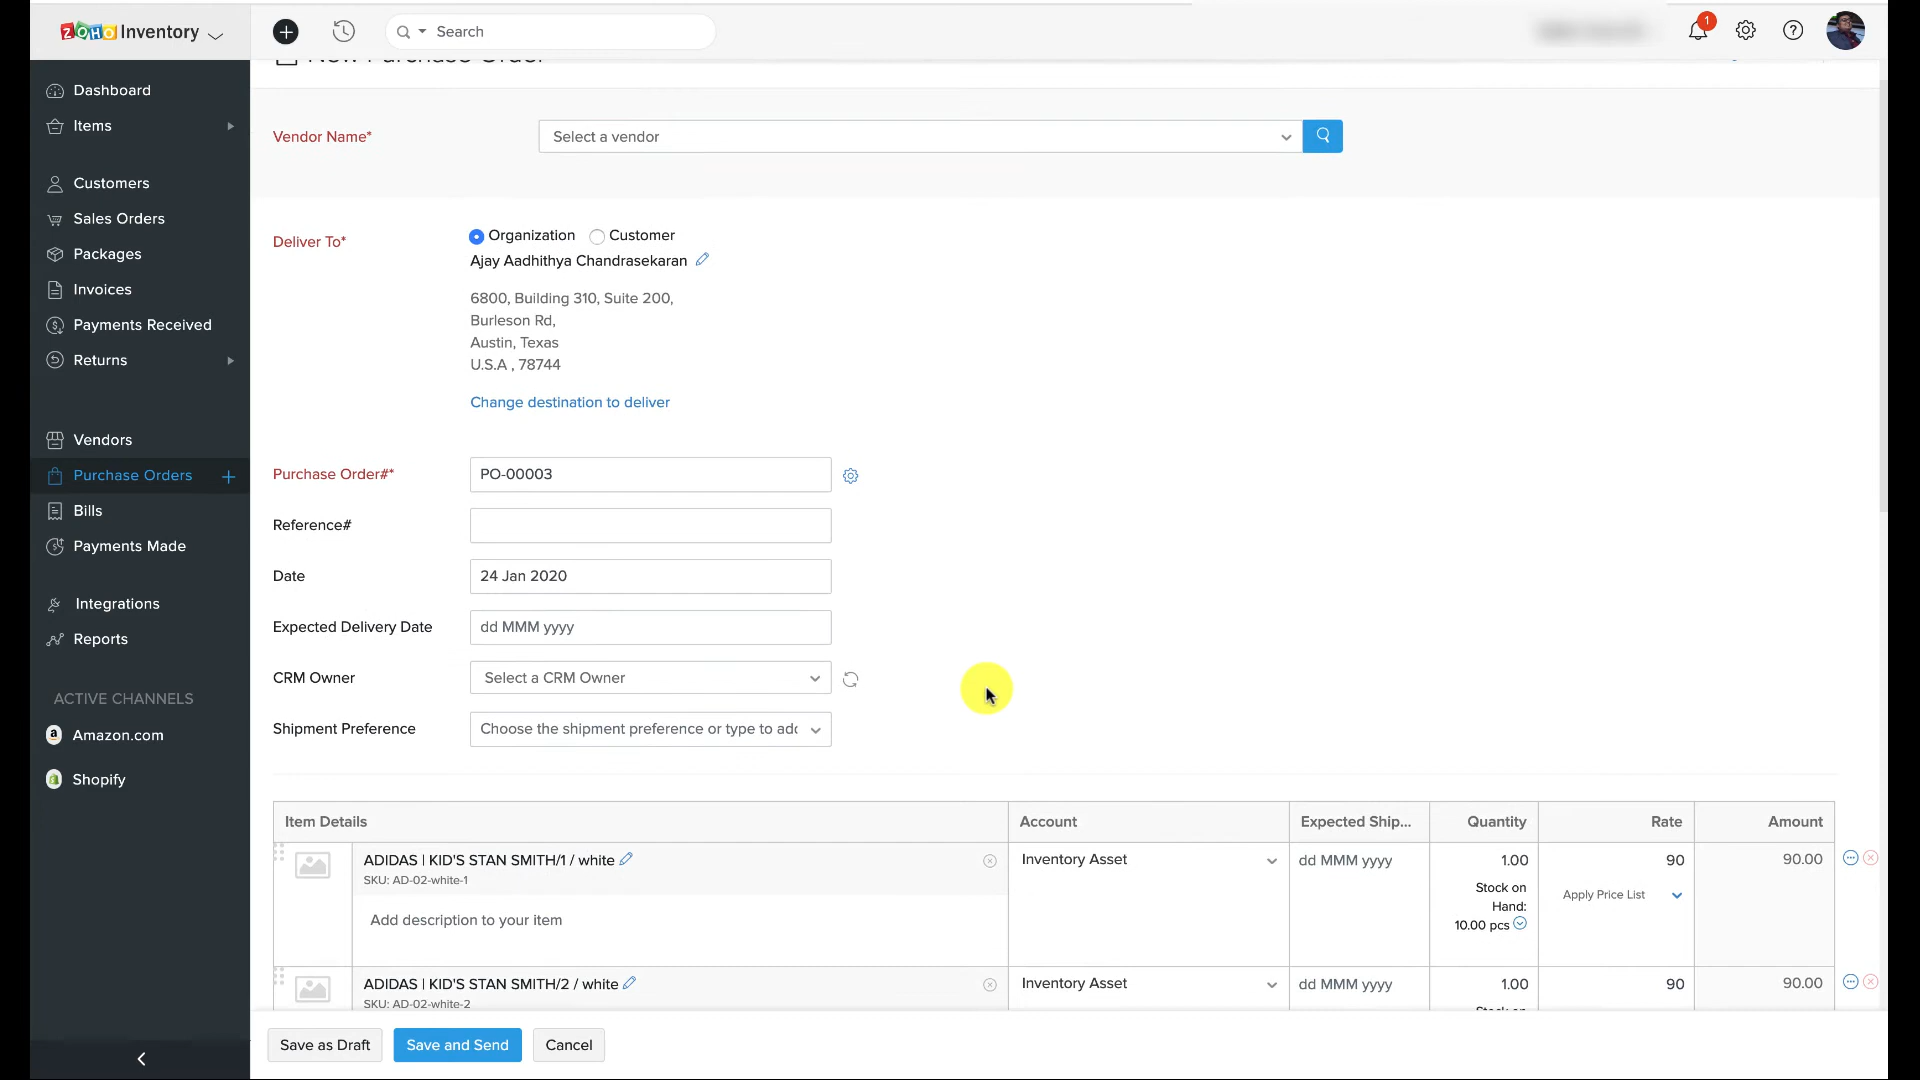 ZOHO Inventory
Search
1
New Purchase Order
Dashboard
Items
Customers
Sales Orders
Packages
Invoices
Payments Received
Returns
Vendors
Purchase Orders
Bills
Payments Made
Integrations
Reports
ACTIVE CHANNELS
Amazon.com
Shopify
Vendor Name*
Select a vendor
Deliver To*
Organization
Customer
Ajay Aadhithya Chandrasekaran
6800, Building 310, Suite 200,
Burleson Rd,
Austin, Texas
U.S.A , 78744
Change destination to deliver
Purchase Order#*
PO-00003
Reference#
Date
24 Jan 2020
Expected Delivery Date
dd MMM yyyy
CRM Owner
Select a CRM Owner
Shipment Preference
Choose the shipment preference or type to add
Item Details
Account
Expected Ship...
Quantity
Rate
Amount
ADIDAS | KID'S STAN SMITH/1 / white
SKU: AD-02-white-1
Add description to your item
Inventory Asset
dd MMM yyyy
1.00
Stock on
Hand:
10.00 pcs
90
Apply Price List
90.00
ADIDAS | KID'S STAN SMITH/2 / white
SKU: AD-02-white-2
Inventory Asset
dd MMM yyyy
1.00
90
90.00
Save as Draft
Save and Send
Cancel